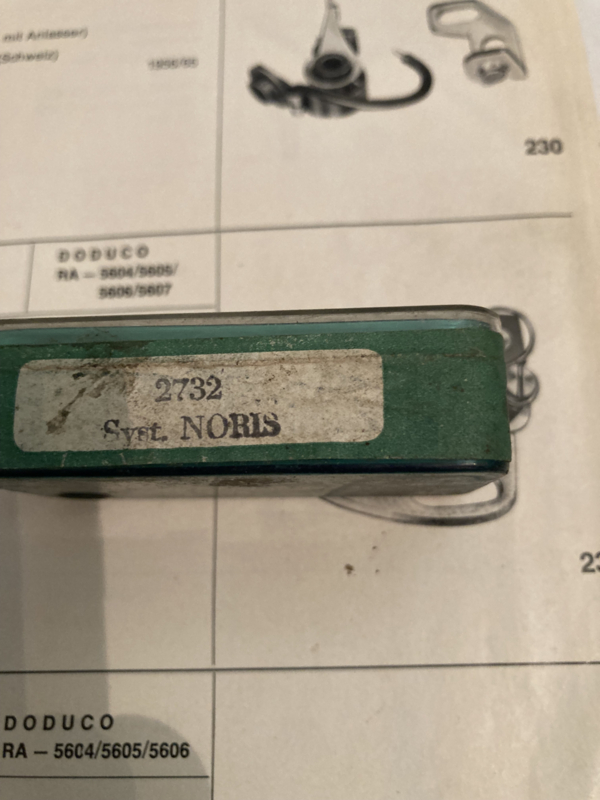 mit Anlasser)
(Schweiz)
230
DODUCO
RA – 5604/5605/
5606/5607
2732
Syst. NORIS
23
DODUCO
RA – 5604/5605/5606